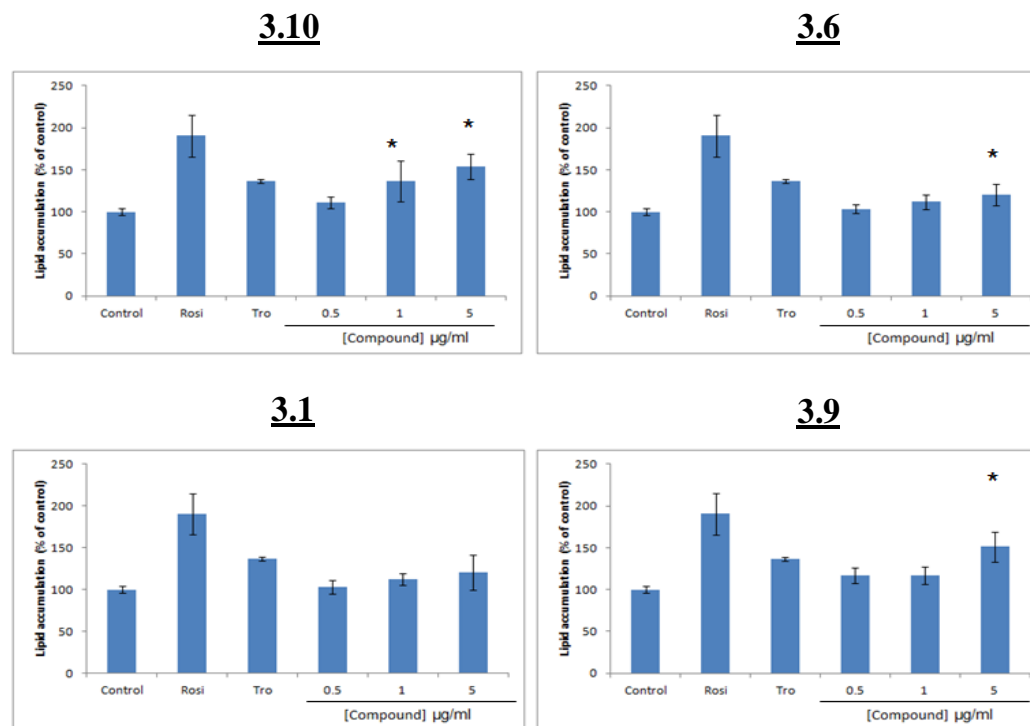 3.10
Lipid accumulation (% of control)
250
200
150
100
50
0
*
*
Control Rosi Tro 0.5 1 5
[Compound] µg/ml
3.6
Lipid accumulation (% of control)
250
200
150
100
50
0
*
Control Rosi Tro 0.5 1 5
[Compound] µg/ml
3.1
Lipid accumulation (% of control)
250
200
150
100
50
0
Control Rosi Tro 0.5 1 5
[Compound] µg/ml
3.9
Lipid accumulation (% of control)
250
200
150
100
50
0
*
Control Rosi Tro 0.5 1 5
[Compound] µg/ml